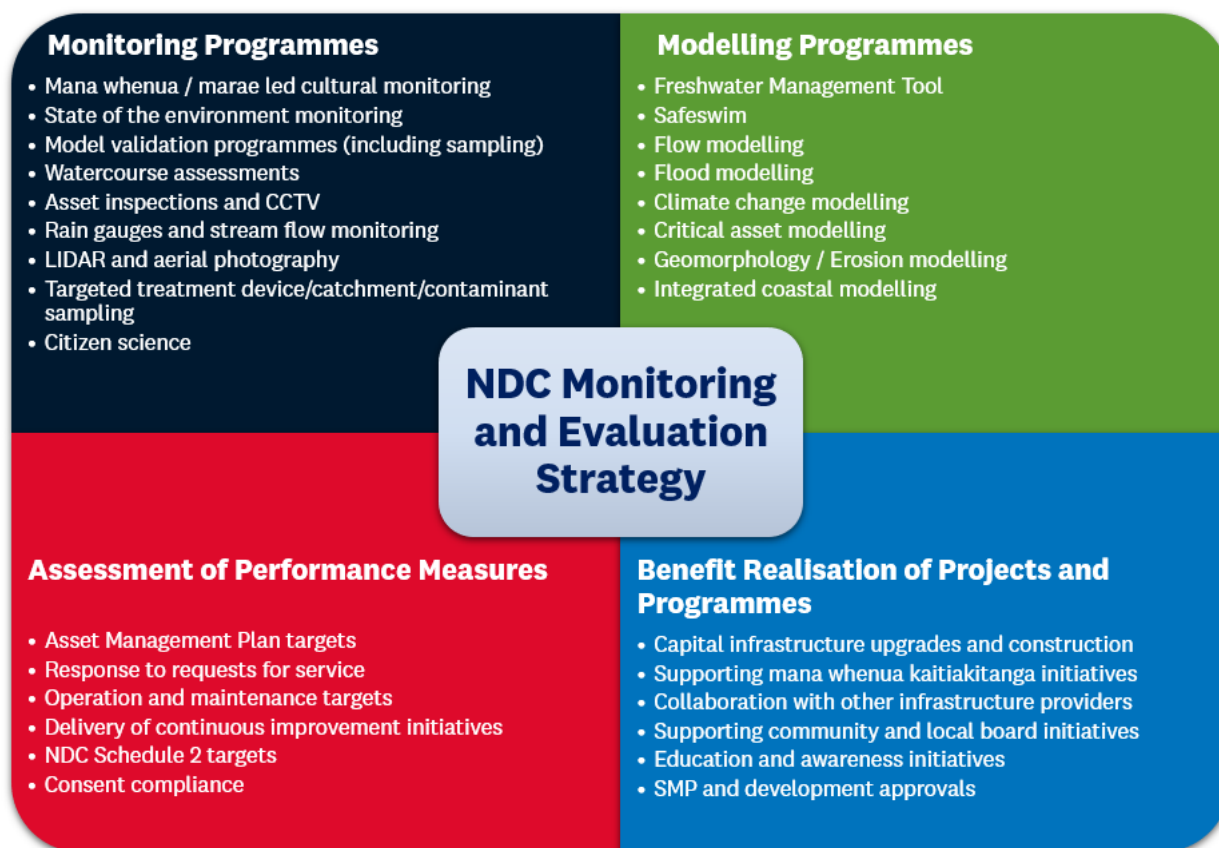 Monitoring Programmes
• Mana whenua / marae led cultural monitoring
• State of the environment monitoring
• Model validation programmes (including sampling)
• Watercourse assessments
• Asset inspections and CCTV
• Rain gauges and stream flow monitoring
• LIDAR and aerial photography
• Targeted treatment device/catchment/contaminant
sampling
• Citizen science
Modelling Programmes
• Freshwater Management Tool
• Safeswim
• Flow modelling
• Flood modelling
• Climate change modelling
• Critical asset modelling
• Geomorphology / Erosion modelling
• Integrated coastal modelling
NDC Monitoring
and Evaluation
Strategy
Assessment of Performance Measures
• Asset Management Plan targets
• Response to requests for service
• Operation and maintenance targets
• Delivery of continuous improvement initiatives
• NDC Schedule 2 targets
• Consent compliance
Benefit Realisation of Projects and
Programmes
• Capital infrastructure upgrades and construction
• Supporting mana whenua kaitiakitanga initiatives
• Collaboration with other infrastructure providers
• Supporting community and local board initiatives
• Education and awareness initiatives
• SMP and development approvals